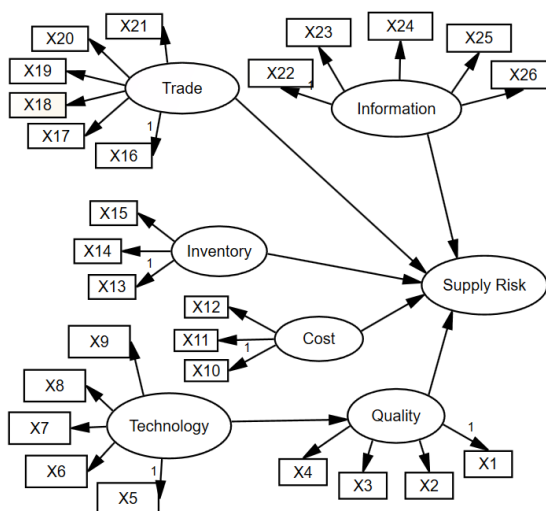 X21
X20
X19
X18
X17
1
X16
Trade
X24
X23
X25
X22
1
X26
Information
X15
X14
1
X13
Inventory
Supply Risk
X12
X11
1
X10
Cost
X9
X8
X7
X6
1
X5
Technology
Quality
1
X4
X3
X2
X1